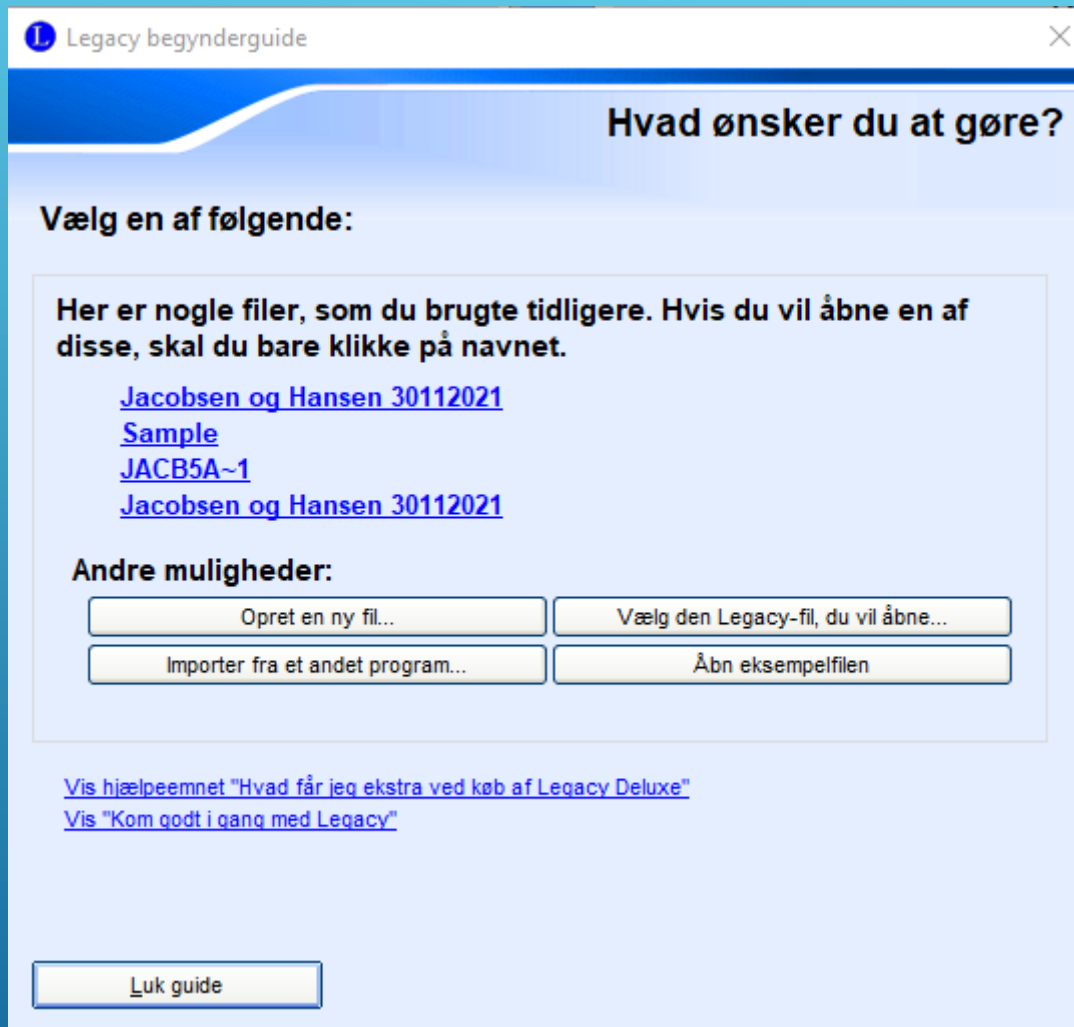 Legacy begynderguide
Hvad ønsker du at gøre?
Vælg en af følgende:
Her er nogle filer, som du brugte tidligere. Hvis du vil åbne en af
disse, skal du bare klikke på navnet.
Jacobsen og Hansen 30112021
Sample
JACB5A~1
Jacobsen og Hansen 30112021
Andre muligheder:
Opret en ny fil...
Vælg den Legacy-fil, du vil åbne...
Importer fra et andet program...
Åbn eksempelfilen
Vis hjælpeemnet "Hvad får jeg ekstra ved køb af Legacy Deluxe"
Vis "Kom godt i gang med Legacy"
Luk guide